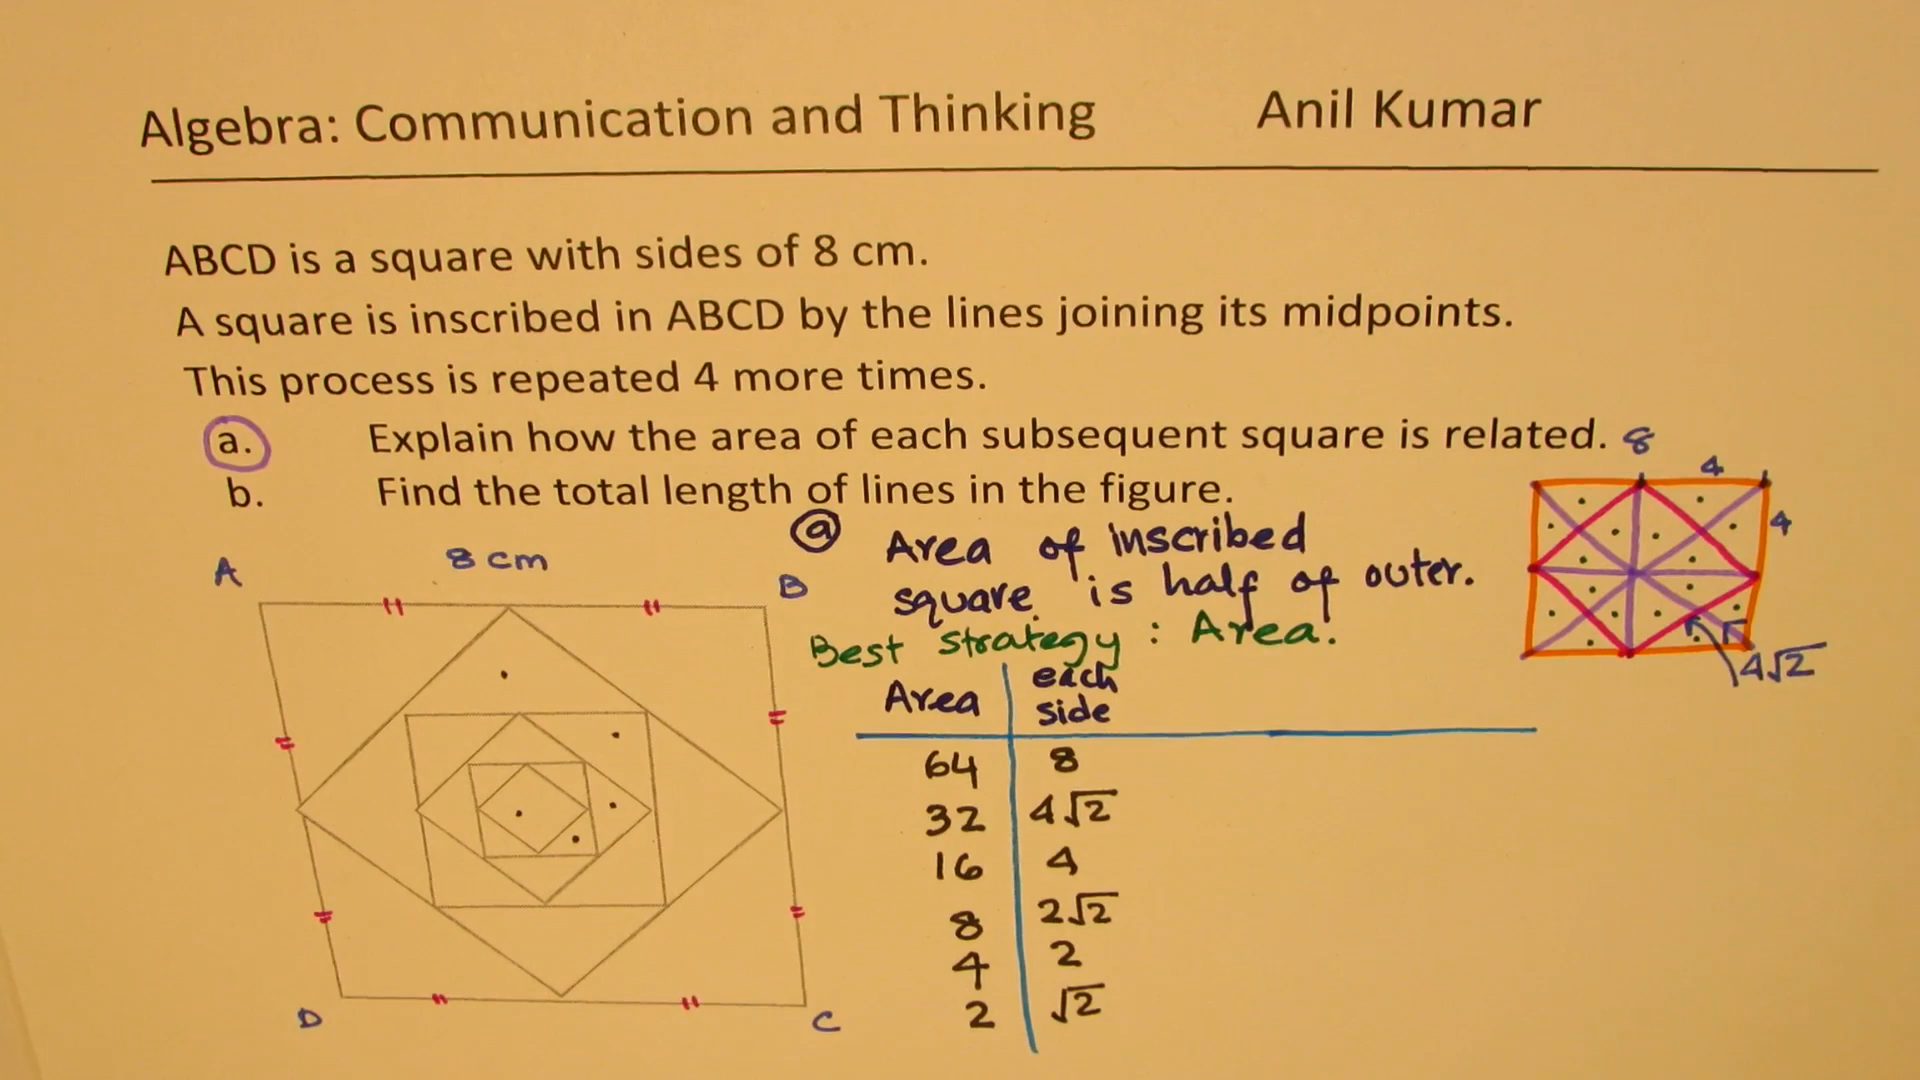 Algebra: Communication and Thinking Anil Kumar
ABCD is a square with sides of 8 cm.
A square is inscribed in ABCD by the lines joining its midpoints.
This process is repeated 4 more times.
a. Explain how the area of each subsequent square is related.
b. Find the total length of lines in the figure.
8
4
4
4√2
A 8 cm B
D C
ⓐ Area of inscribed
square is half of outer.
Best strategy : Area.
Area each side
64 8
32 4√2
16 4
8 2√2
4 2
2 √2